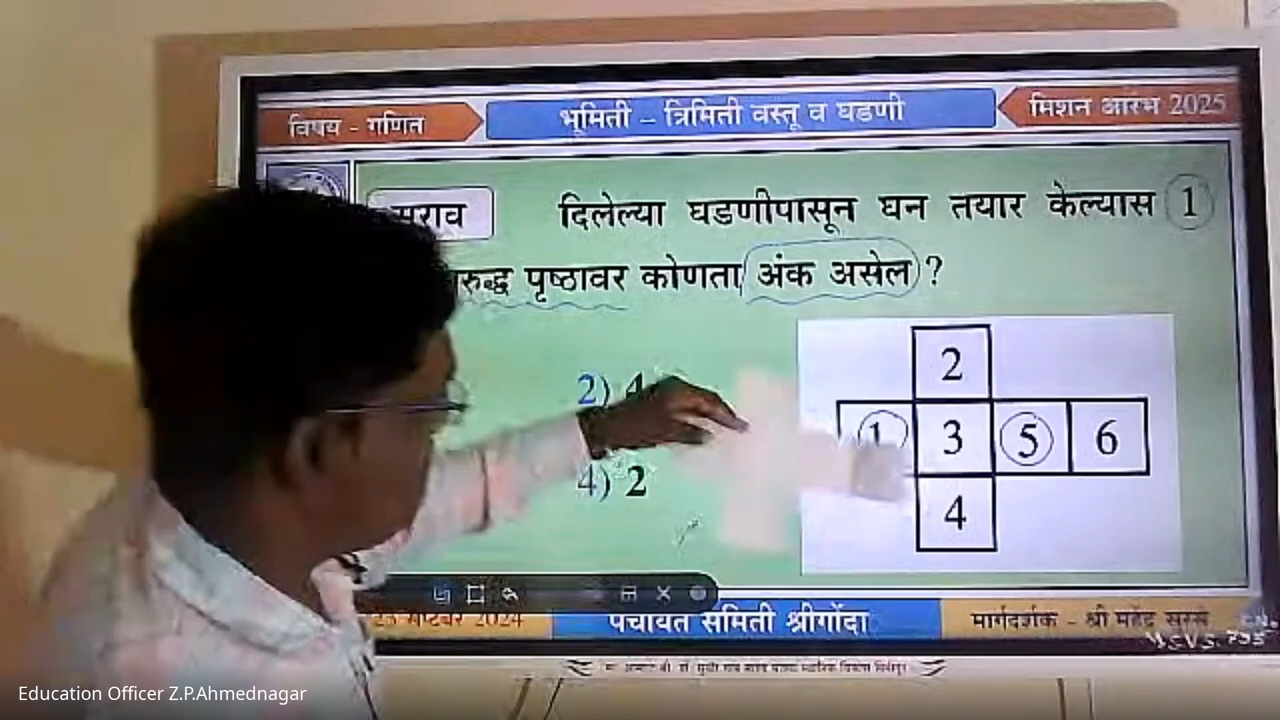 विषय - गणित
भूमिती – त्रिमिती वस्तू व घडणी
मिशन आरंभ 2025
दिलेल्या घडणीपासून घन तयार केल्यास 1
पृष्ठावर कोणता अंक असेल ?
2) 4
4) 2
2
1 3 5 6
4
2024
पंचायत समिती श्रीगोंदा
मार्गदर्शक - श्री महेंद्र
Education Officer Z.P.Ahmednagar